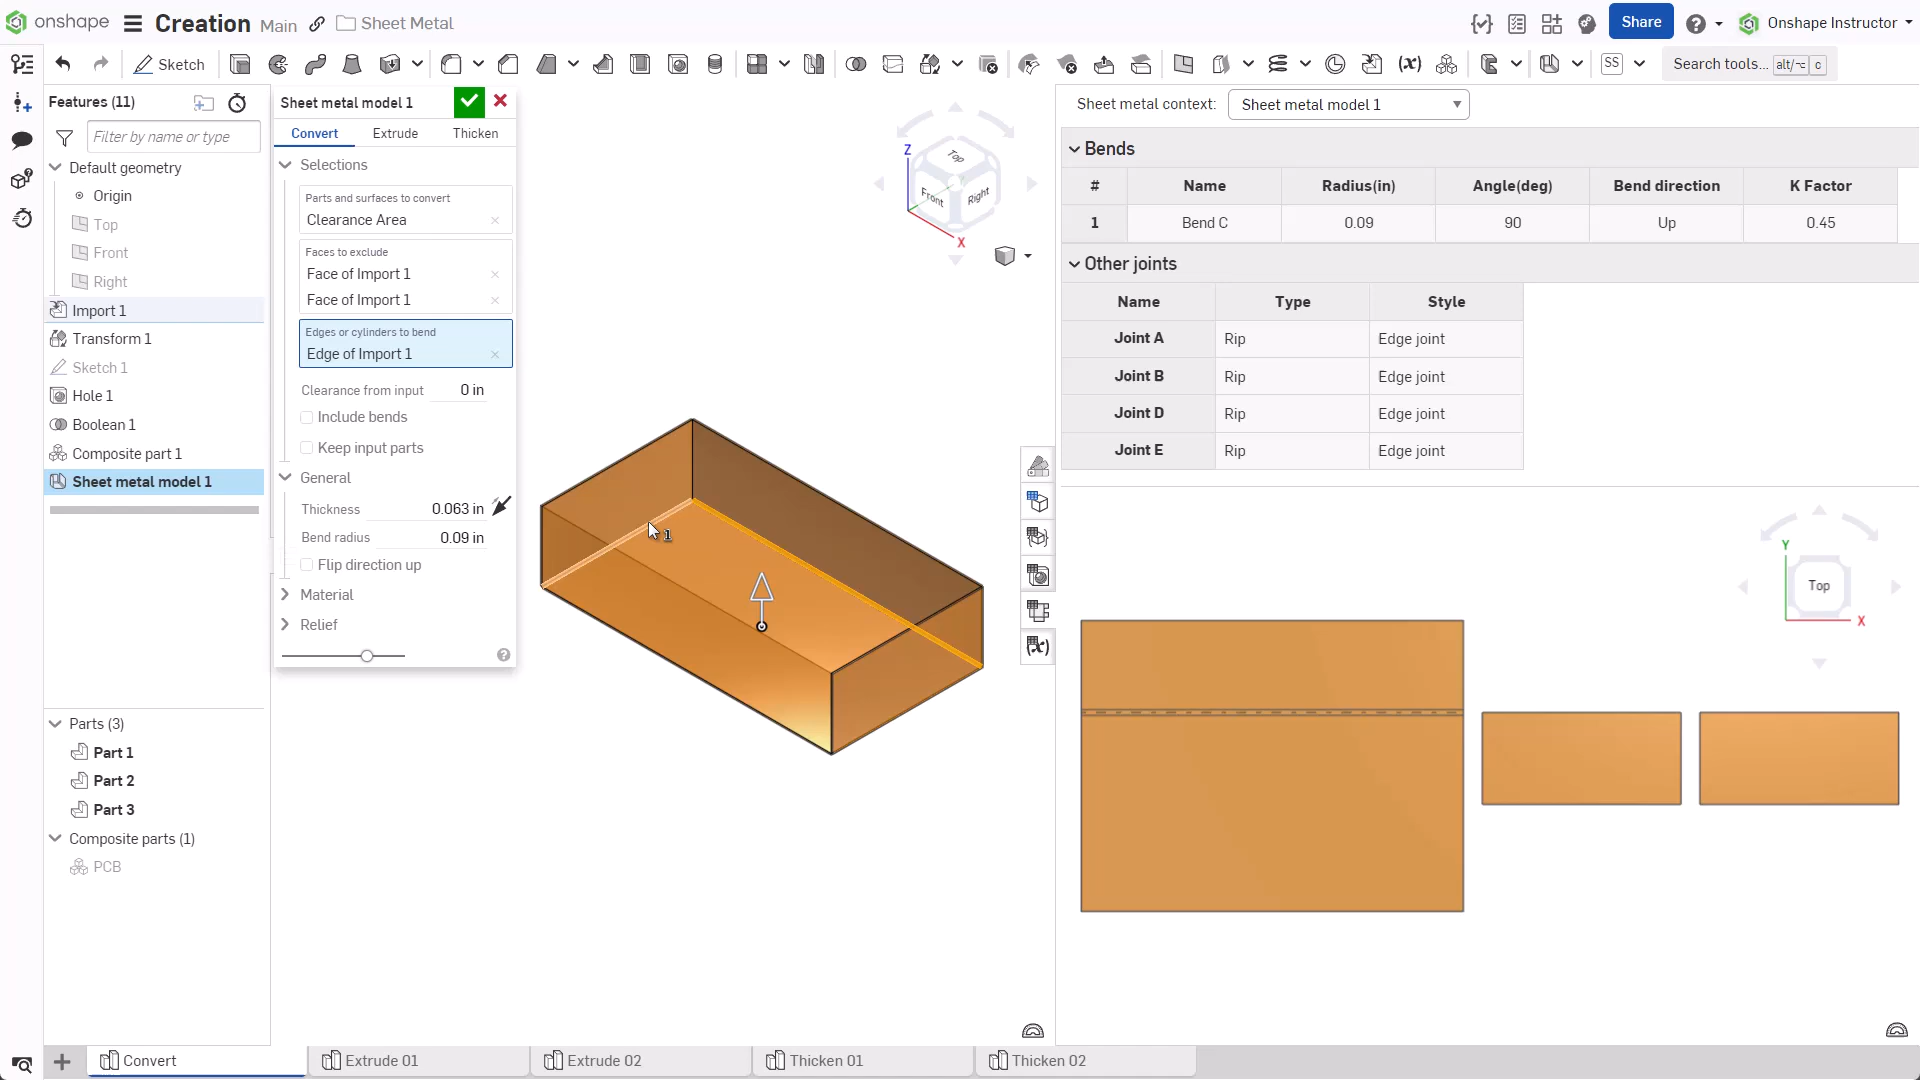 onshape Creation Main Sheet Metal Share Onshape Instructor
Sketch SS Search tools... alt/⌥ c
Features (11)
Filter by name or type
Default geometry
Origin
Top
Front
Right
Import 1
Transform 1
Sketch 1
Hole 1
Boolean 1
Composite part 1
Sheet metal model 1
Parts (3)
Part 1
Part 2
Part 3
Composite parts (1)
PCB
Sheet metal model 1
Convert Extrude Thicken
Selections
Parts and surfaces to convert
Clearance Area
Faces to exclude
Face of Import 1
Face of Import 1
Edges or cylinders to bend
Edge of Import 1
Clearance from input 0 in
Include bends
Keep input parts
General
Thickness 0.063 in
Bend radius 0.09 in
Flip direction up
Material
Relief
Z
Top
Front Right
X
1
Sheet metal context: Sheet metal model 1
Bends
# Name Radius(in) Angle(deg) Bend direction K Factor
1 Bend C 0.09 90 Up 0.45
Other joints
Name Type Style
Joint A Rip Edge joint
Joint B Rip Edge joint
Joint D Rip Edge joint
Joint E Rip Edge joint
Y
Top
X
Convert Extrude 01 Extrude 02 Thicken 01 Thicken 02